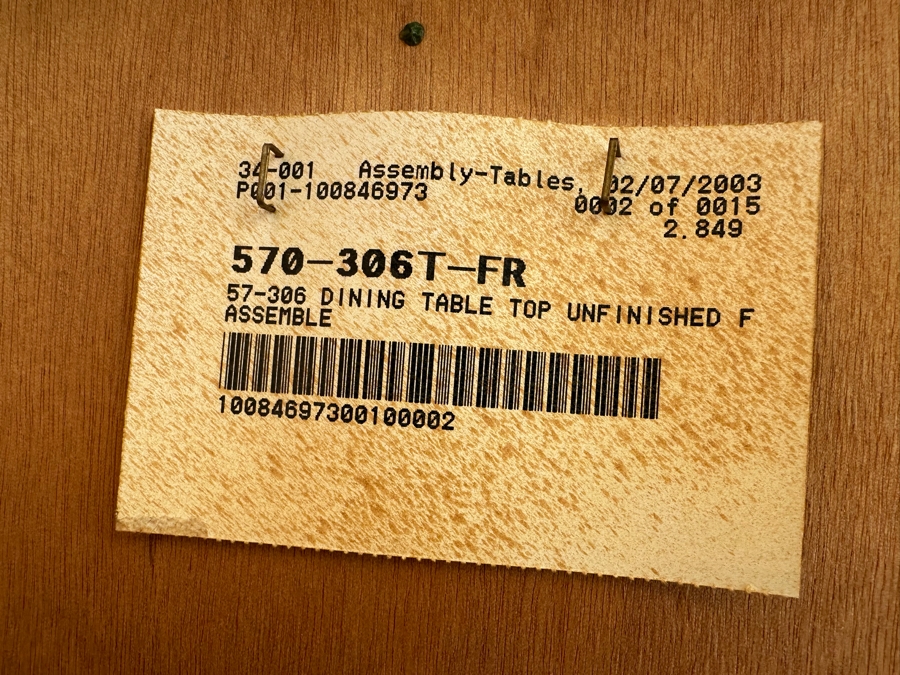 34-001 Assembly-Tables, 02/07/2003
P001-100846973 0002 of 0015
2.849
570-306T-FR
57-306 DINING TABLE TOP UNFINISHED F
ASSEMBLE
10084697300100002